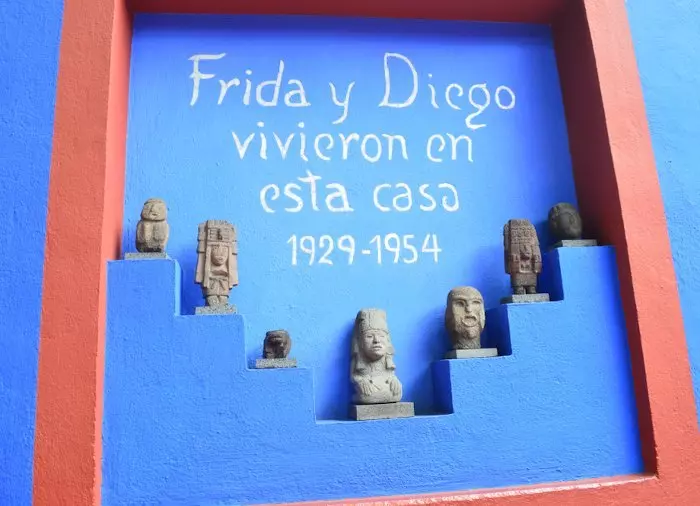 Frida y Diego
vivieron en
esta casa
1929-1954